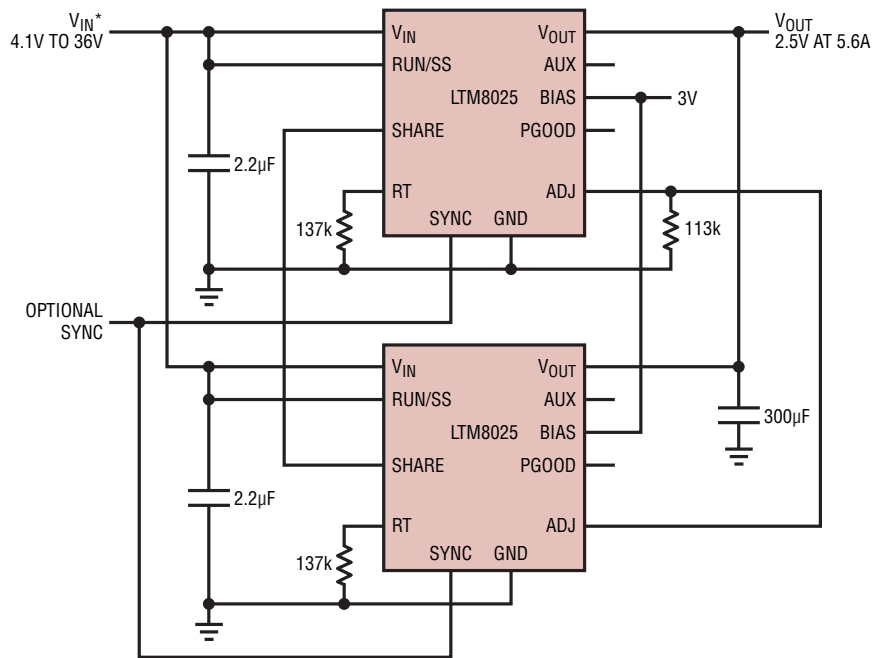 VIN*
4.1V TO 36V
VIN
VOUT
VOUT
2.5V AT 5.6A
RUN/SS
AUX
LTM8025
BIAS
3V
SHARE
PGOOD
2.2µF
RT
ADJ
137k
SYNC
GND
113k
OPTIONAL
SYNC
VIN
VOUT
RUN/SS
AUX
LTM8025
BIAS
300µF
SHARE
PGOOD
2.2µF
RT
ADJ
137k
SYNC
GND